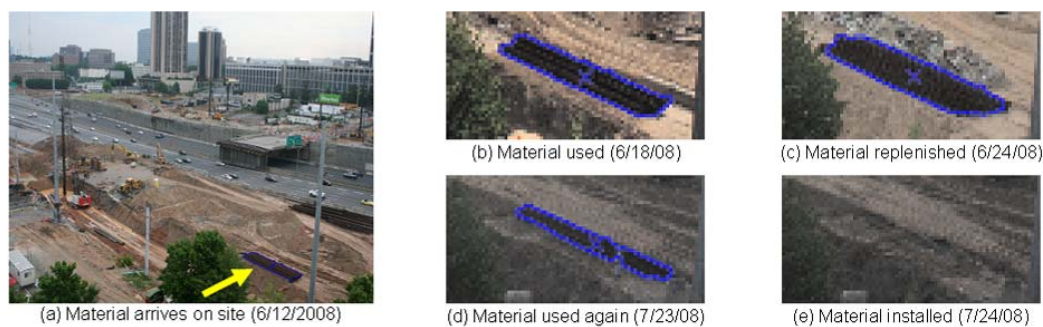 (a) Material arrives on site (6/12/2008)
(b) Material used (6/18/08)
(c) Material replenished (6/24/08)
(d) Material used again (7/23/08)
(e) Material installed (7/24/08)